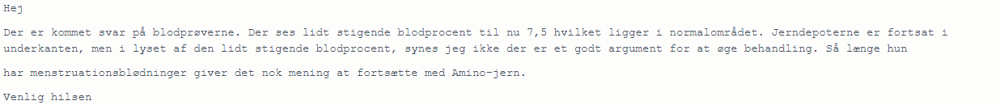 Hej
Der er kommet svar på blodprøverne. Der ses lidt stigende blodprocent til nu 7,5 hvilket ligger i normalområdet. Jerndepoterne er fortsat i
underkanten, men i lyset af den lidt stigende blodprocent, synes jeg ikke der er et godt argument for at øge behandling. Så længe hun
har menstruationsblødninger giver det nok mening at fortsætte med Amino-jern.
Venlig hilsen